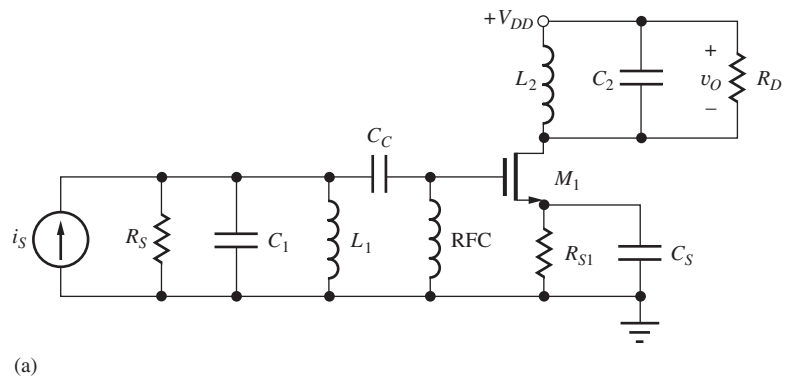 +V_DD
L_2
C_2
+
v_O
−
R_D
C_C
M_1
i_S
R_S
C_1
L_1
RFC
R_S1
C_S
(a)